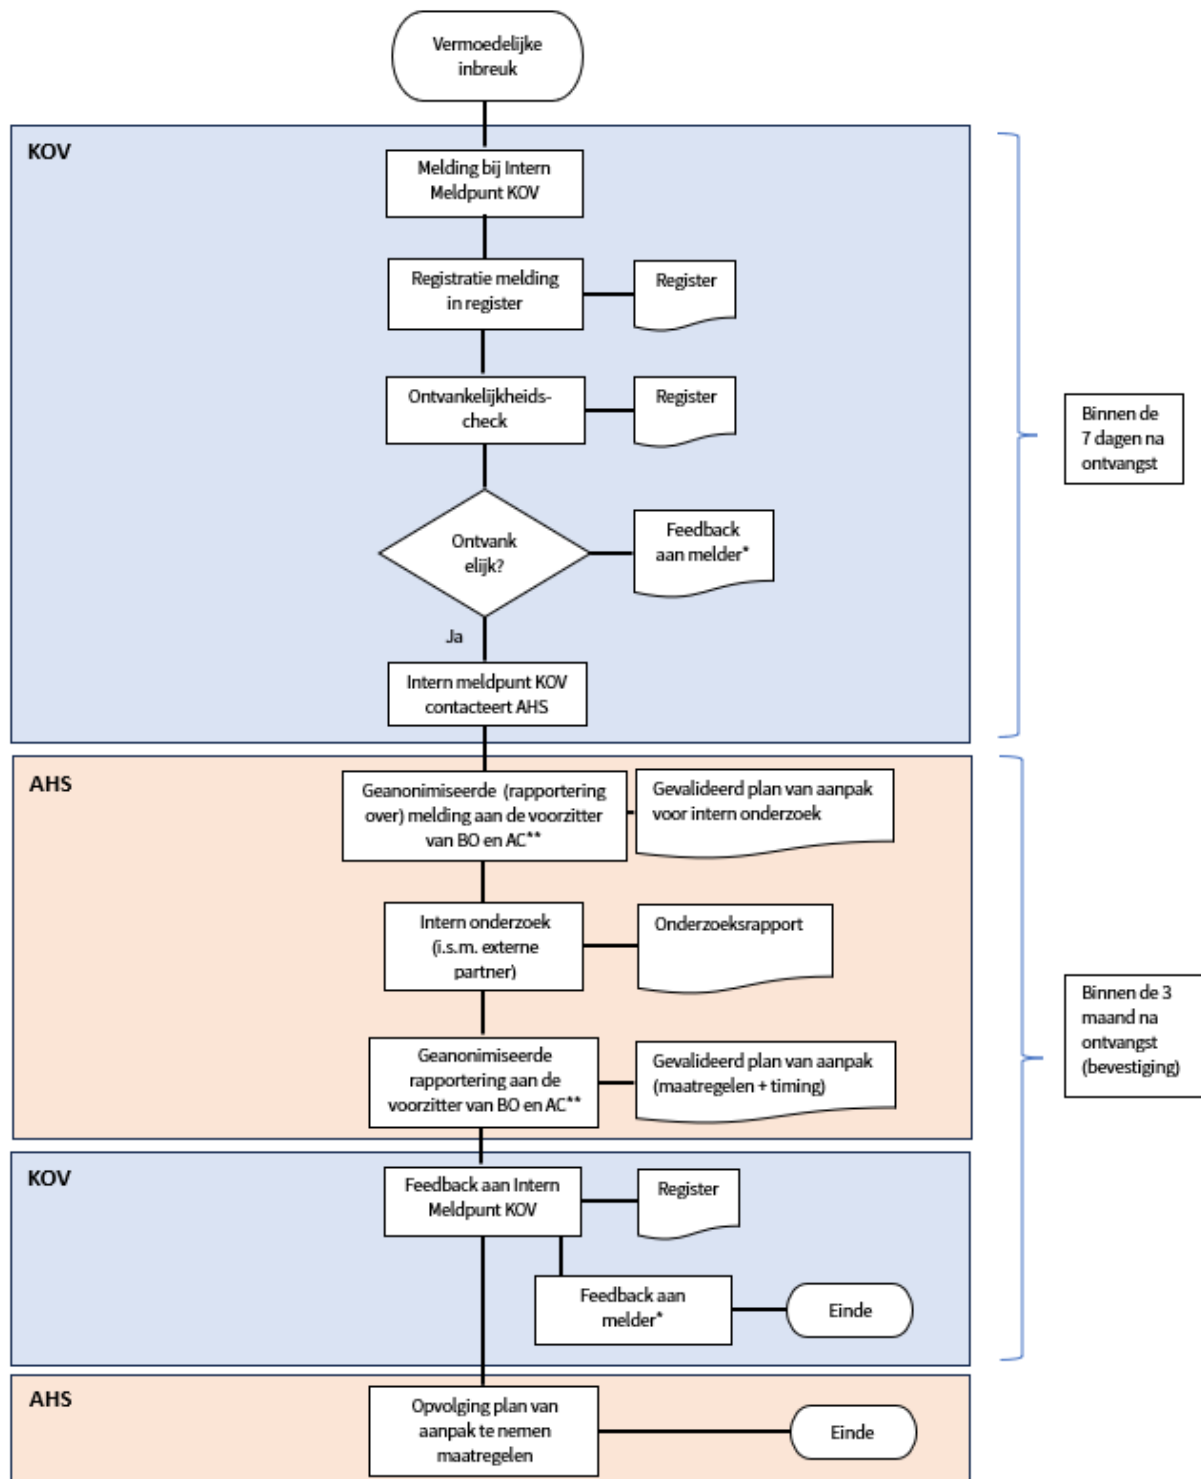 Vermoedelijke
inbreuk
KOV
Melding bij Intern
Meldpunt KOV
Registratie melding
in register
Register
Ontvankelijkheids-
check
Register
Binnen de
7 dagen na
ontvangst
Ontvank
elijk?
Feedback
aan melder*
Ja
Intern meldpunt KOV
contacteert AHS
AHS
Geanonimiseerde (rapportering
over) melding aan de voorzitter
van BO en AC**
Gevalideerd plan van aanpak
voor intern onderzoek
Intern onderzoek
(i.s.m. externe
partner)
Onderzoeksrapport
Binnen de 3
maand na
ontvangst
(bevestiging)
Geanonimiseerde
rapportering aan de
voorzitter van BO en AC**
Gevalideerd plan van aanpak
(maatregelen + timing)
KOV
Feedback aan Intern
Meldpunt KOV
Register
Feedback aan
melder*
Einde
AHS
Opvolging plan van
aanpak te nemen
maatregelen
Einde